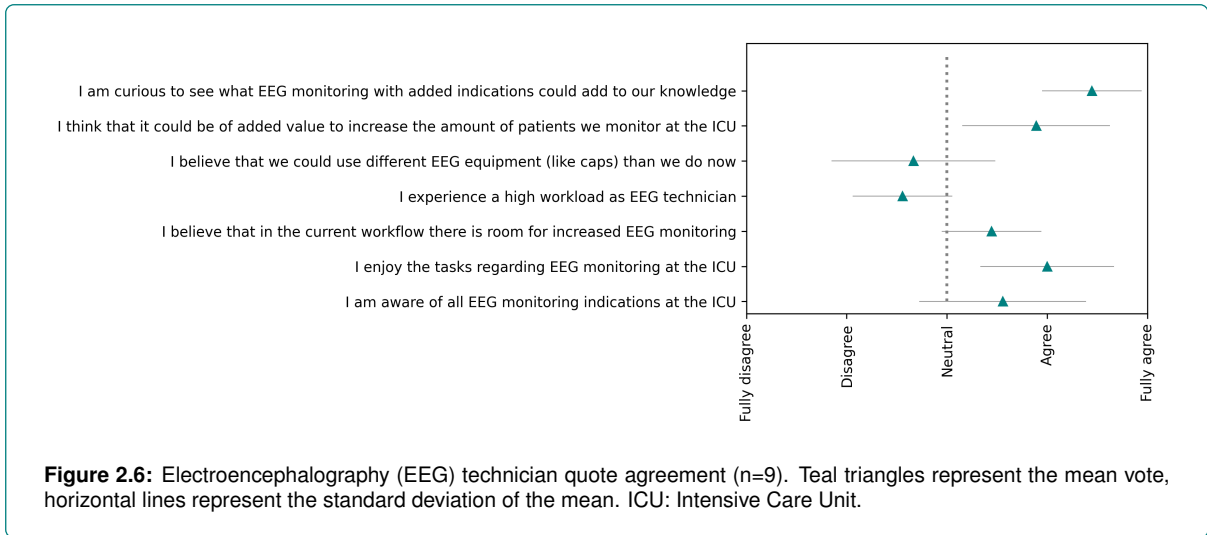 I am curious to see what EEG monitoring with added indications could add to our knowledge
I think that it could be of added value to increase the amount of patients we monitor at the ICU
I believe that we could use different EEG equipment (like caps) than we do now
I experience a high workload as EEG technician
I believe that in the current workflow there is room for increased EEG monitoring
I enjoy the tasks regarding EEG monitoring at the ICU
I am aware of all EEG monitoring indications at the ICU
Fully disagree
Disagree
Neutral
Agree
Fully agree
Figure 2.6: Electroencephalography (EEG) technician quote agreement (n=9). Teal triangles represent the mean vote,
horizontal lines represent the standard deviation of the mean. ICU: Intensive Care Unit.